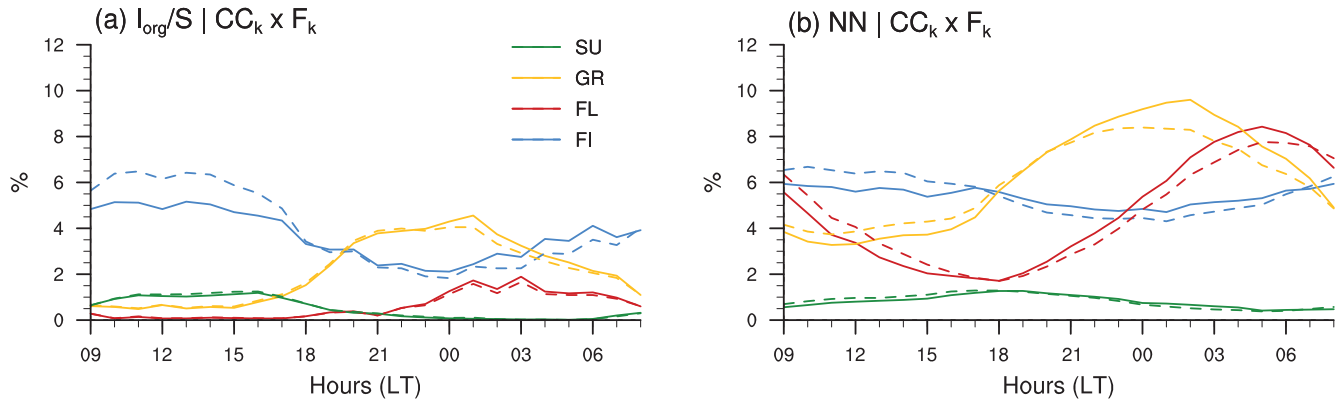 (a) I_org/S | CC_k x F_k
12
10
8
6
4
2
0
%
SU
GR
FL
FI
09 12 15 18 21 00 03 06
Hours (LT)
(b) NN | CC_k x F_k
12
10
8
6
4
2
0
%
09 12 15 18 21 00 03 06
Hours (LT)